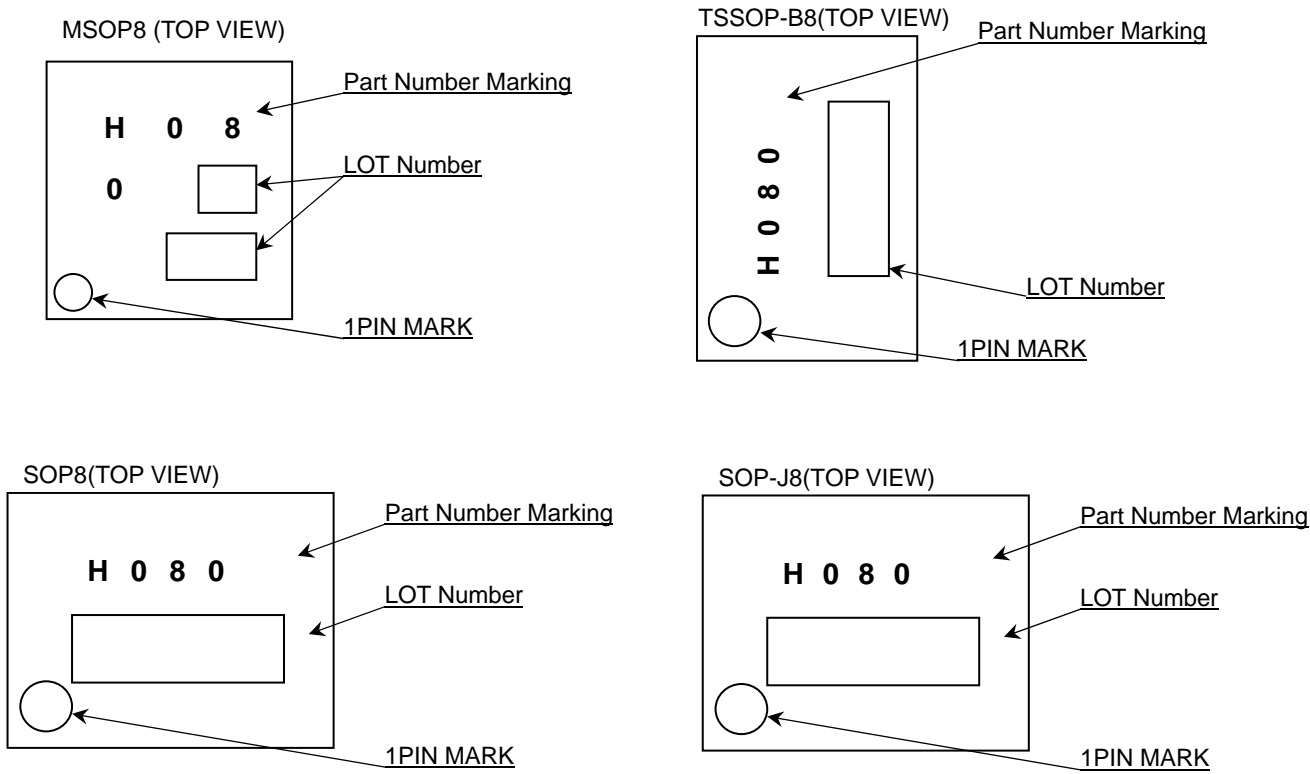 MSOP8 (TOP VIEW)
Part Number Marking
H 0 8
LOT Number
0
1PIN MARK
TSSOP-B8(TOP VIEW)
Part Number Marking
H 0 8 0
LOT Number
1PIN MARK
SOP8(TOP VIEW)
Part Number Marking
H 0 8 0
LOT Number
1PIN MARK
SOP-J8(TOP VIEW)
Part Number Marking
H 0 8 0
LOT Number
1PIN MARK